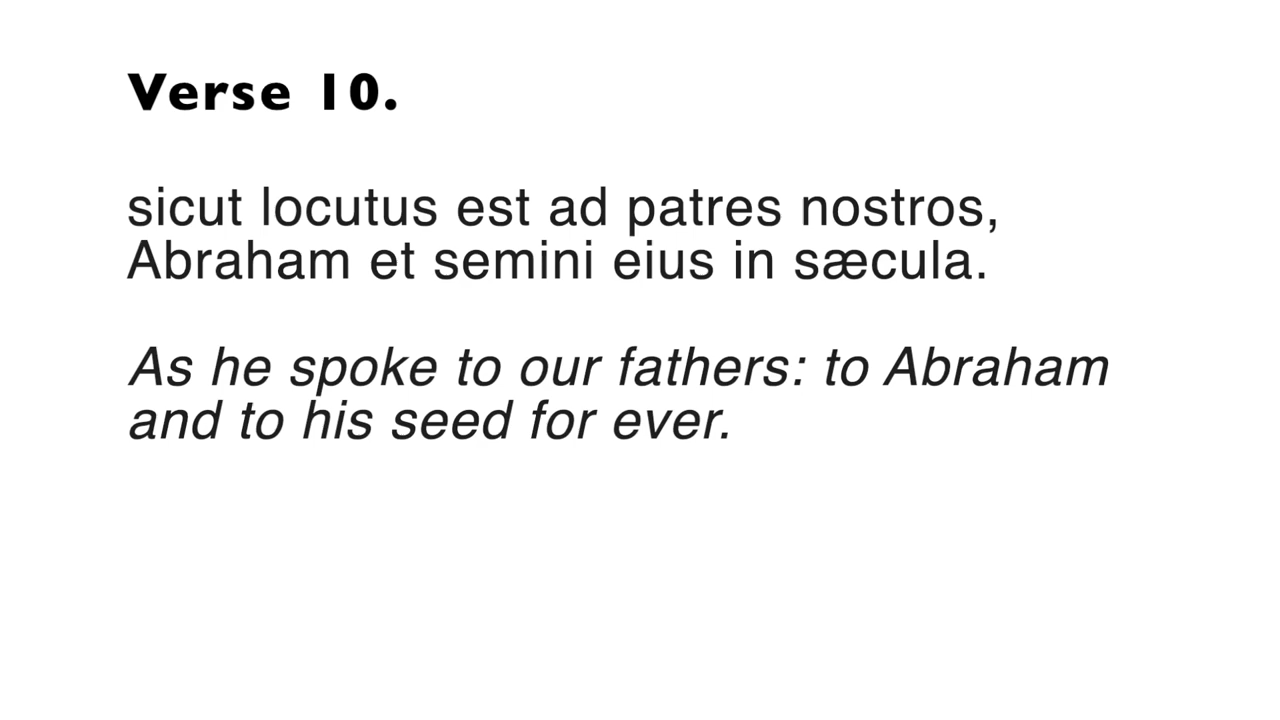 Verse 10.
sicut locutus est ad patres nostros,
Abraham et semini eius in sæcula.
As he spoke to our fathers: to Abraham
and to his seed for ever.